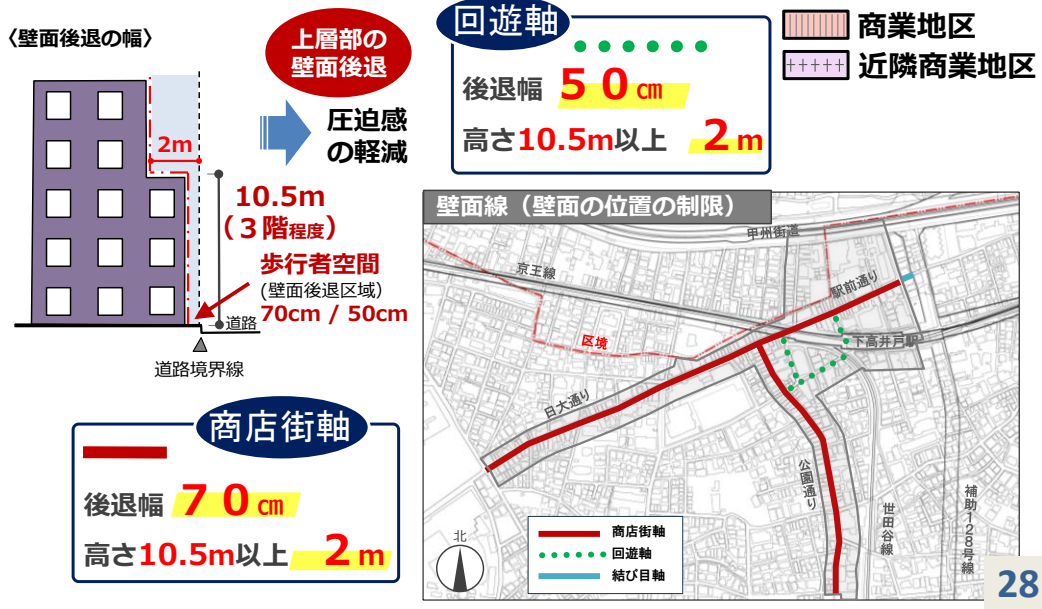 〈壁面後退の幅〉
上層部の
壁面後退
圧迫感
の軽減
2m
10.5m
(３階程度)
歩行者空間
(壁面後退区域)
70cm / 50cm
道路
道路境界線
回遊軸
後退幅 ５０㎝
高さ10.5m以上 ２ｍ
商業地区
近隣商業地区
商店街軸
後退幅 ７０㎝
高さ10.5m以上 ２ｍ
壁面線（壁面の位置の制限）
甲州街道
京王線
駅前通り
下高井戸駅
区境
日大通り
公園通り
世田谷線
補助128号線
北
商店街軸
回遊軸
結び目軸
28